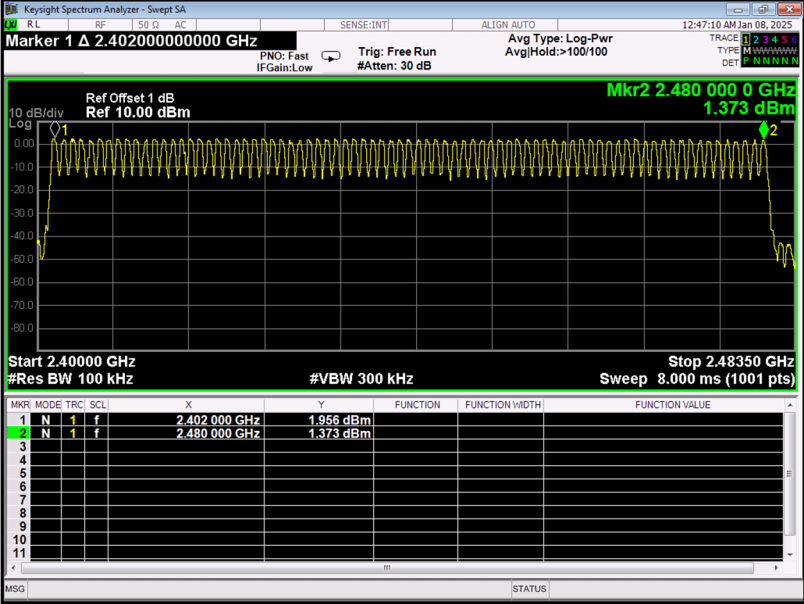 Keysight Spectrum Analyzer - Swept SA
LXI RL RF 50 Ω AC SENSE:INT ALIGN AUTO 12:47:10 AM Jan 08, 2025
Marker 1 Δ 2.402000000000 GHz
PNO: Fast
IFGain:Low
Trig: Free Run
#Atten: 30 dB
Avg Type: Log-Pwr
Avg|Hold:>100/100
TRACE 1 2 3 4 5 6
TYPE M WWWWW
DET P N N N N N
Mkr2 2.480 000 0 GHz
1.373 dBm
Ref Offset 1 dB
10 dB/div Ref 10.00 dBm
Log
1
2
0.00
-10.0
-20.0
-30.0
-40.0
-50.0
-60.0
-70.0
-80.0
Start 2.40000 GHz Stop 2.48350 GHz
#Res BW 100 kHz #VBW 300 kHz Sweep 8.000 ms (1001 pts)
MKR MODE TRC SCL X Y FUNCTION FUNCTION WIDTH FUNCTION VALUE
1 N 1 f 2.402 000 GHz 1.956 dBm
2 N 1 f 2.480 000 GHz 1.373 dBm
3
4
5
6
7
8
9
10
11
MSG STATUS